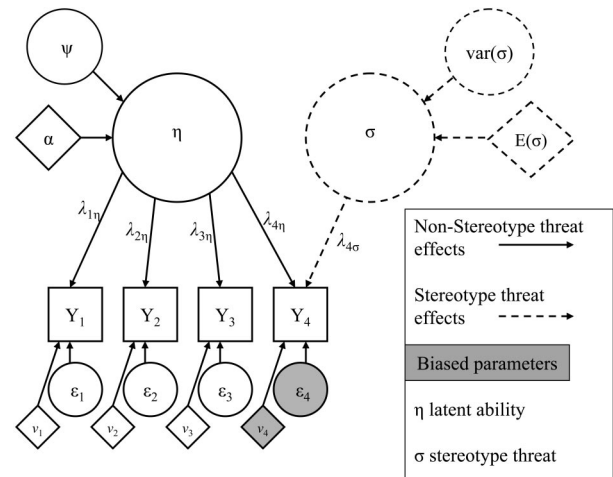 ψ
var(σ)
α
η
σ
E(σ)
λ1η
λ2η
λ3η
λ4η
λ4σ
Y1
Y2
Y3
Y4
ε1
ε2
ε3
ε4
ν1
ν2
ν3
ν4
Non-Stereotype threat
effects
Stereotype threat
effects
Biased parameters
η latent ability
σ stereotype threat